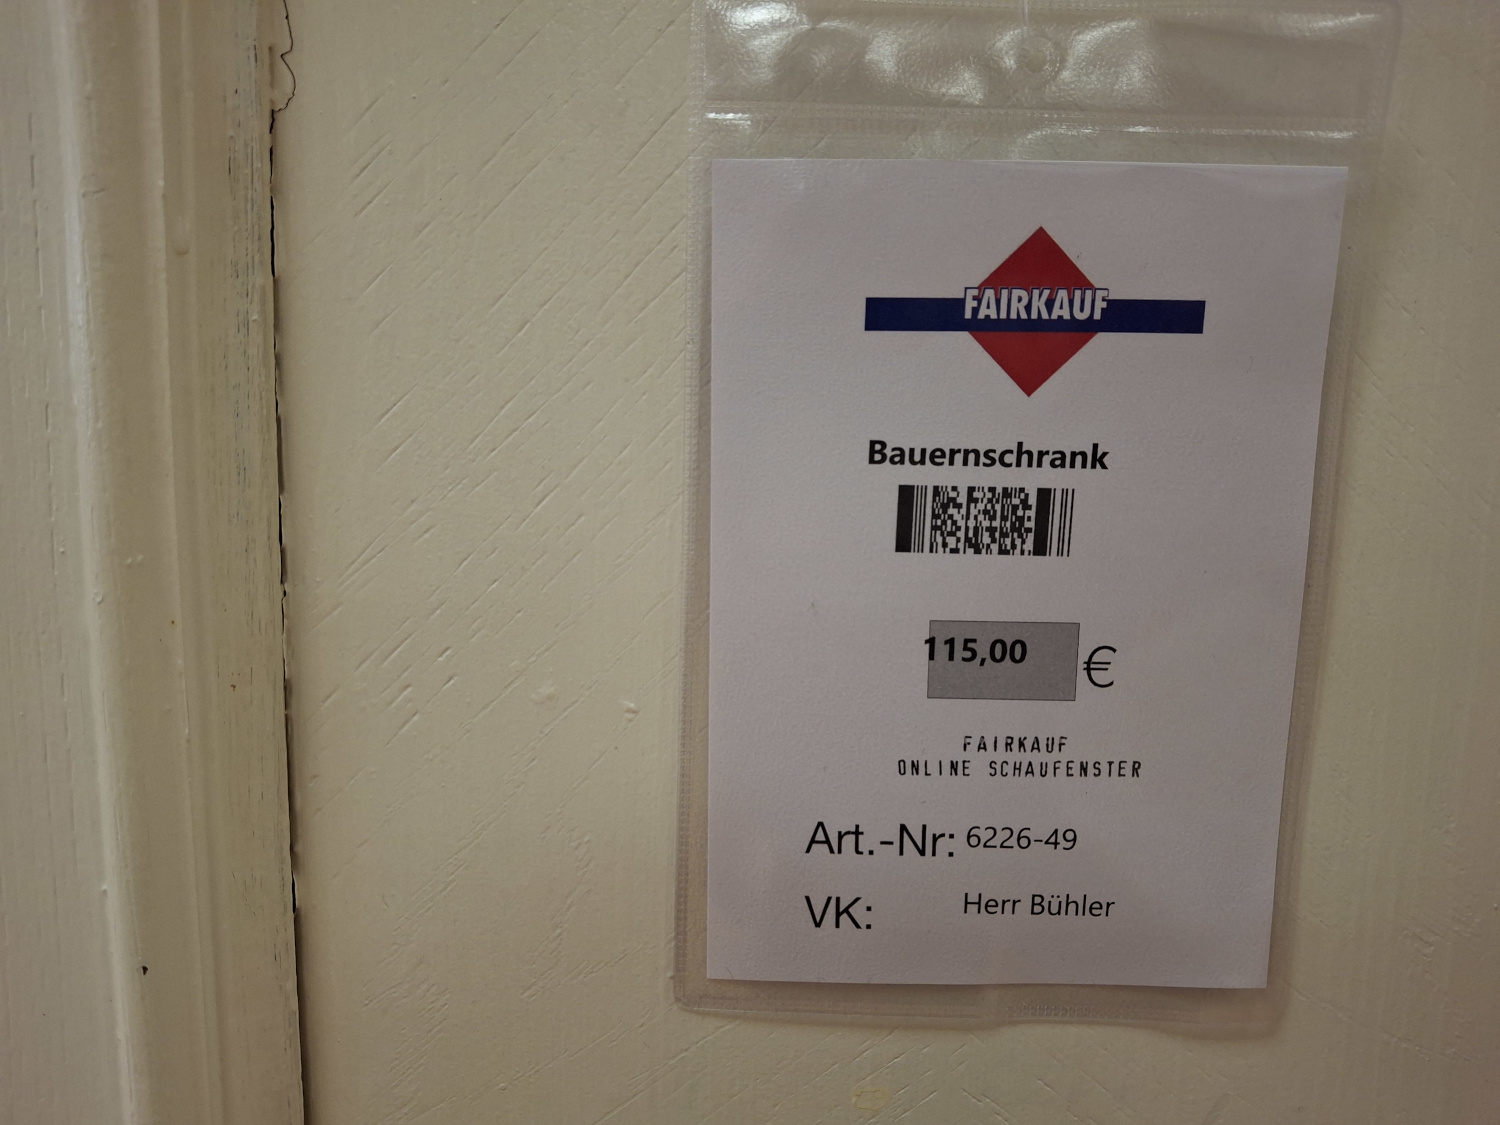 FAIRKAUF
Bauernschrank
115,00 €
FAIRKAUF
ONLINE SCHAUFENSTER
Art.-Nr: 6226-49
VK: Herr Bühler